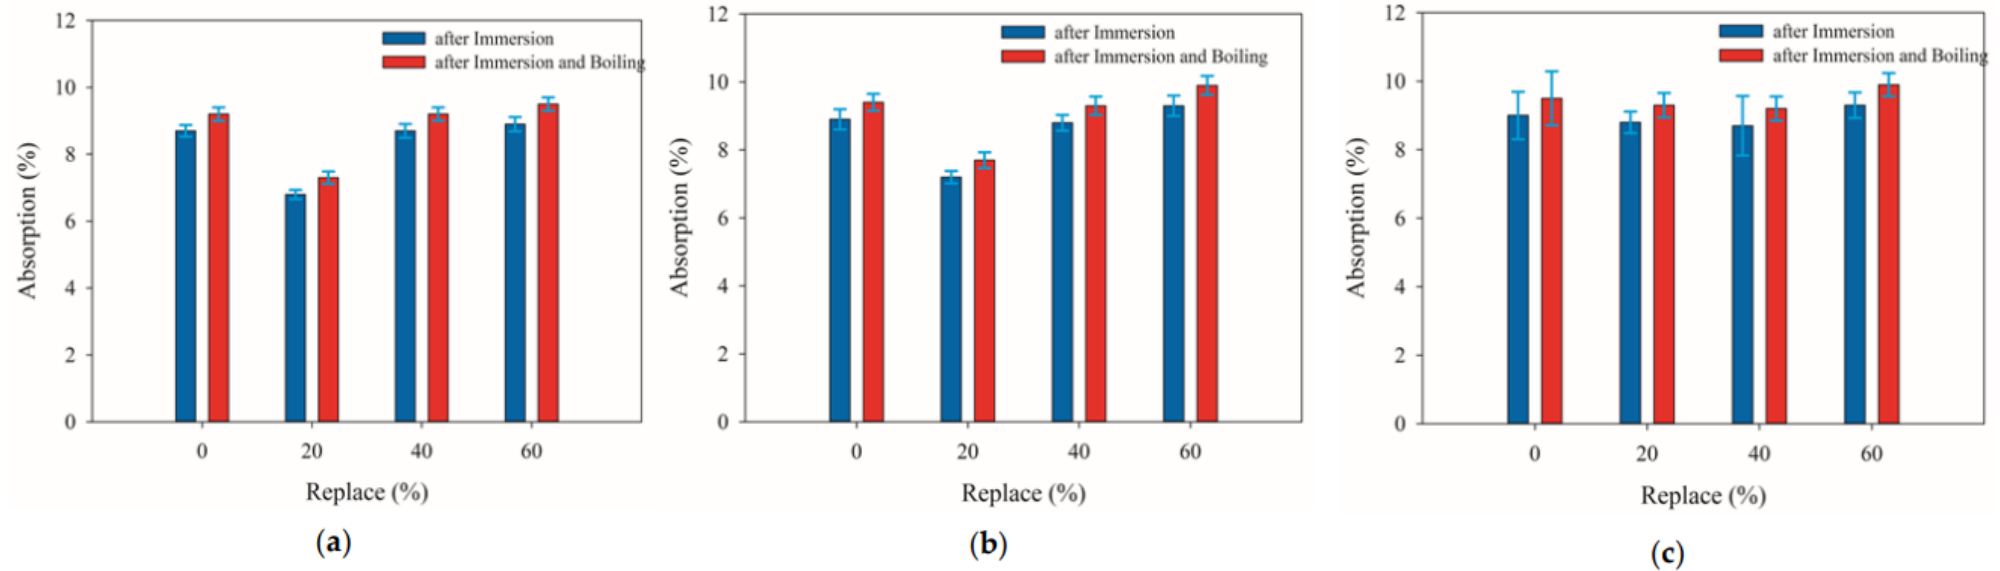 12
10
8
6
4
2
0
Absorption (%)
after Immersion
after Immersion and Boiling
0
20
40
60
Replace (%)
(a)
12
10
8
6
4
2
0
Absorption (%)
after Immersion
after Immersion and Boiling
0
20
40
60
Replace (%)
(b)
12
10
8
6
4
2
0
Absorption (%)
after Immersion
after Immersion and Boiling
0
20
40
60
Replace (%)
(c)